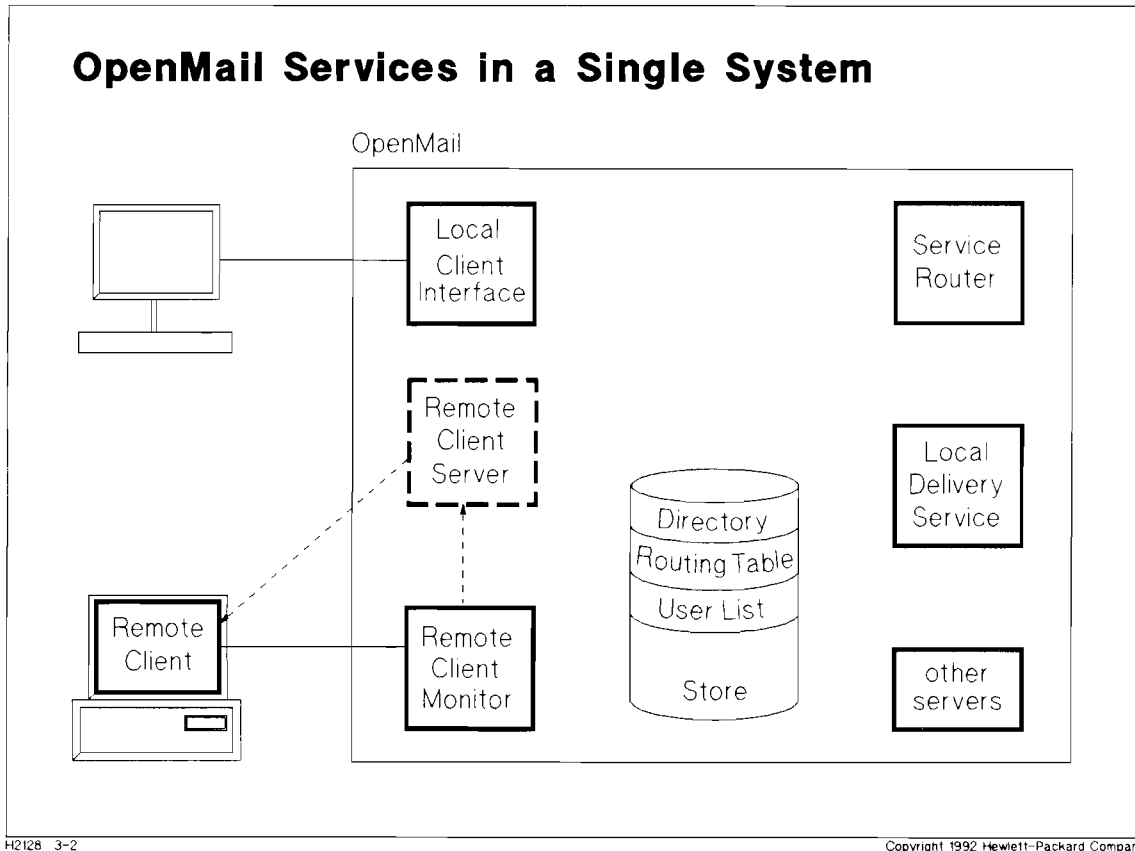 OpenMail Services in a Single System
OpenMail
Local
Client
Interface
Service
Router
Remote
Client
Server
Local
Delivery
Service
Directory
Routing Table
User List
Store
Remote
Client
Remote
Client
Monitor
other
servers
H2128 3-2
Copyright 1992 Hewlett-Packard Compan